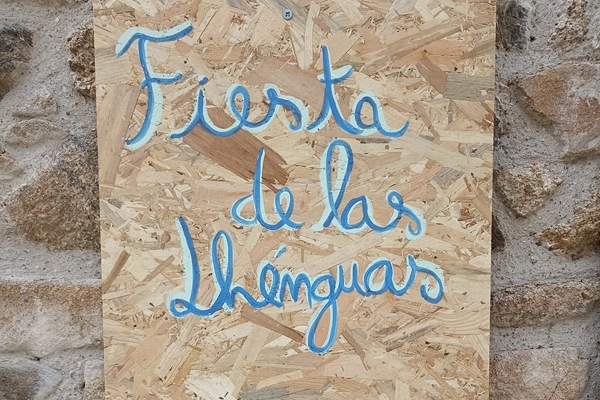 Fiesta
de las
Lhénguas